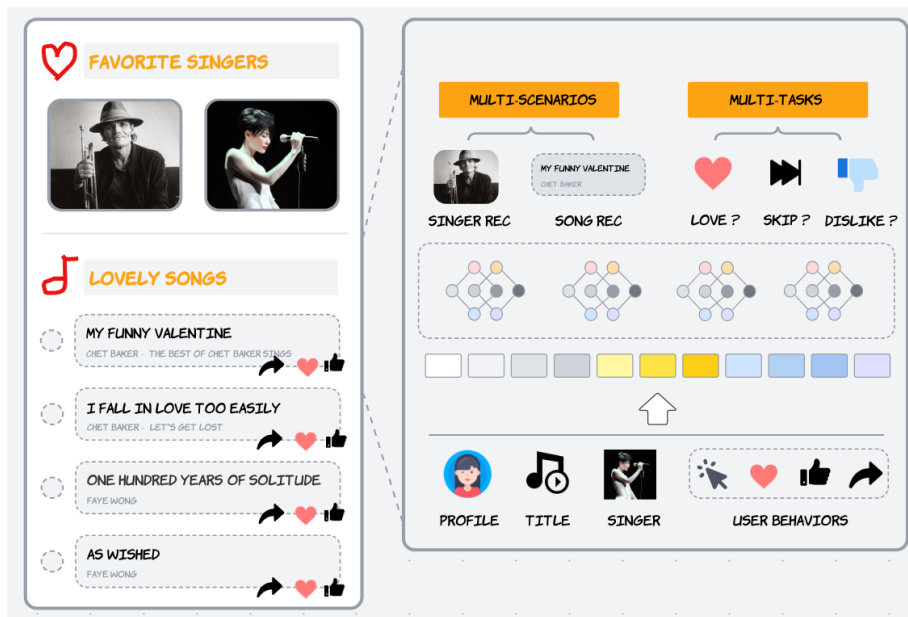 FAVORITE SINGERS
LOVELY SONGS
MY FUNNY VALENTINE
CHET BAKER - THE BEST OF CHET BAKER SINGS
I FALL IN LOVE TOO EASILY
CHET BAKER - LET'S GET LOST
ONE HUNDRED YEARS OF SOLITUDE
FAYE WONG
AS WISHED
FAYE WONG
MULTI-SCENARIOS
MULTI-TASKS
MY FUNNY VALENTINE
CHET BAKER
SINGER REC
SONG REC
LOVE ?
SKIP ?
DISLIKE ?
PROFILE
TITLE
SINGER
USER BEHAVIORS